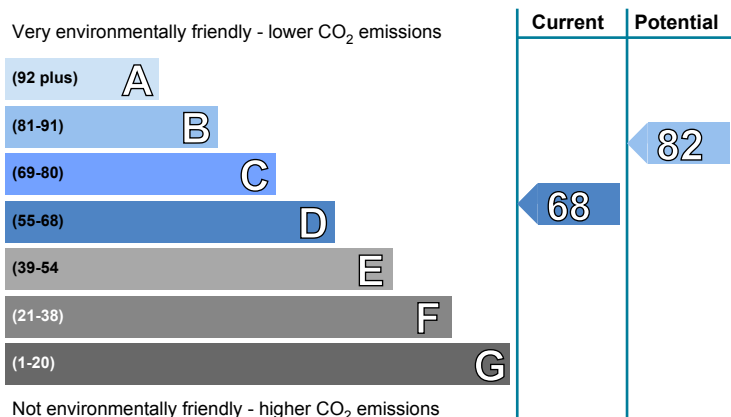 Very environmentally friendly - lower CO₂ emissions
Current
Potential
(92 plus) A
(81-91) B
(69-80) C
(55-68) D
(39-54 E
(21-38) F
(1-20) G
82
68
Not environmentally friendly - higher CO₂ emissions